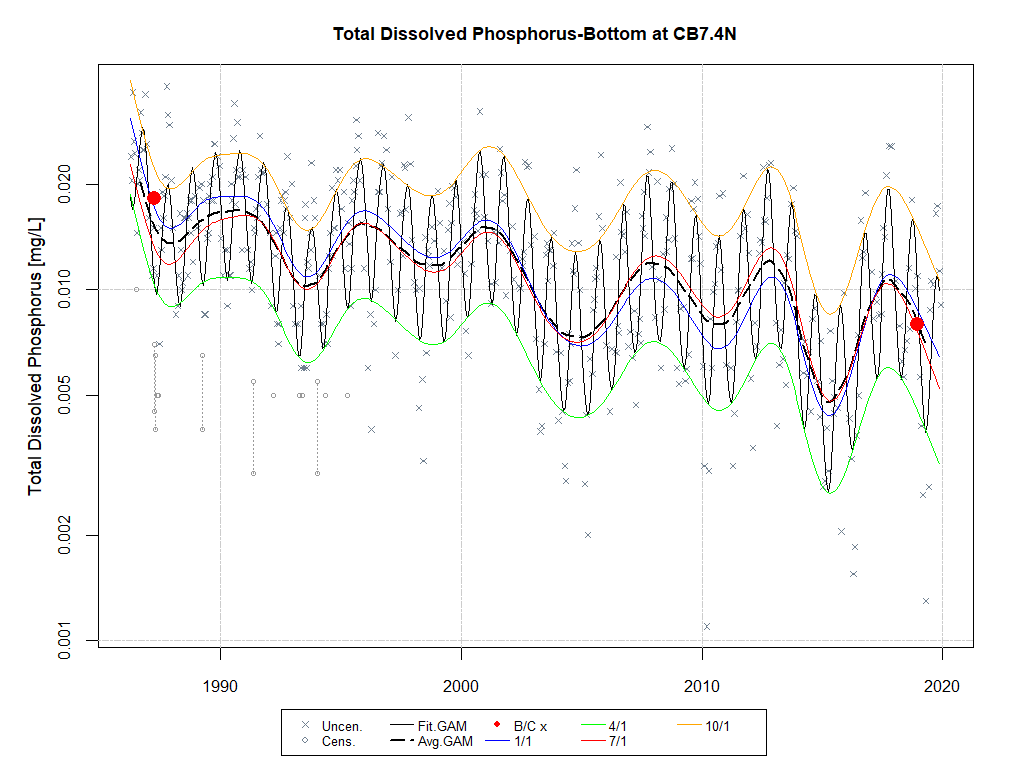 Total Dissolved Phosphorus-Bottom at CB7.4N
Total Dissolved Phosphorus [mg/L]
0.020
0.010
0.005
0.002
0.001
1990 2000 2010 2020
Uncen. Fit.GAM B/C x 4/1 10/1
Cens. Avg.GAM 1/1 7/1